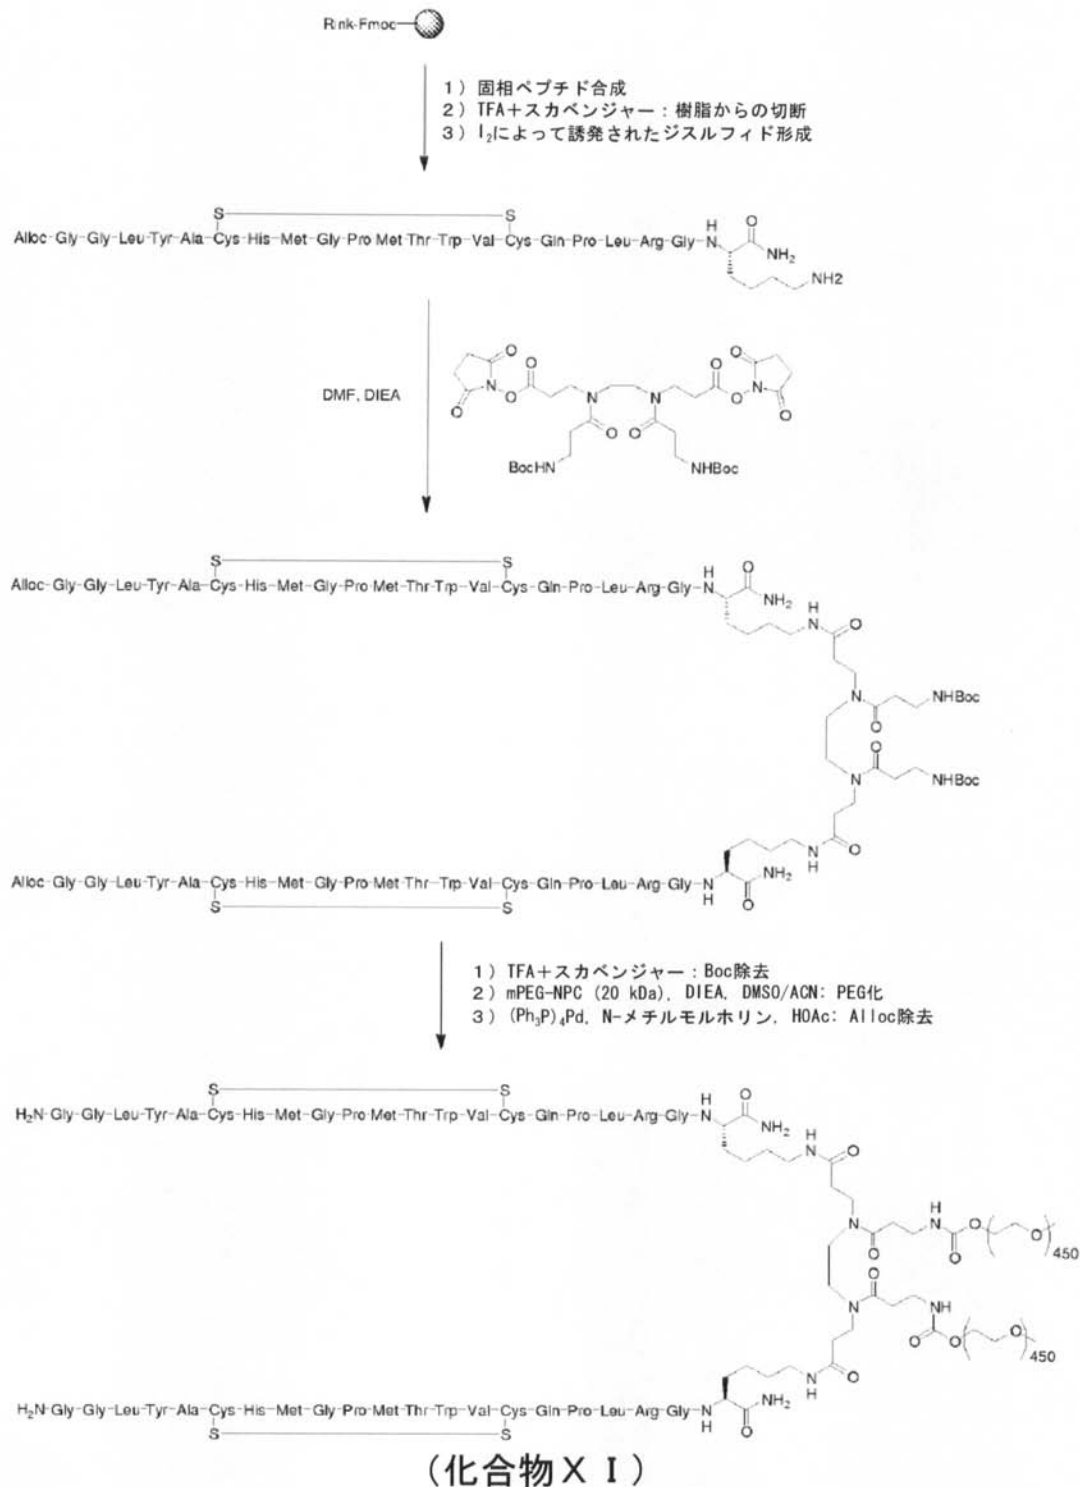 Rink-Fmoc
1) 固相ペプチド合成
2) TFA+スカベンジャー:樹脂からの切断
3) I₂によって誘発されたジスルフィド形成
S S
Alloc-Gly-Gly-Leu-Tyr-Ala-Cys-His-Met-Gly-Pro-Met-Thr-Trp-Val-Cys-Gln-Pro-Leu-Arg-Gly-N H O NH₂
NH2
DMF, DIEA
O O O O O O
N O O N
O N N O
O O
BocHN NHBoc
S S
Alloc-Gly-Gly-Leu-Tyr-Ala-Cys-His-Met-Gly-Pro-Met-Thr-Trp-Val-Cys-Gln-Pro-Leu-Arg-Gly-N H O NH₂
H N O
N NHBoc
O
O
N NHBoc
N H O
Alloc-Gly-Gly-Leu-Tyr-Ala-Cys-His-Met-Gly-Pro-Met-Thr-Trp-Val-Cys-Gln-Pro-Leu-Arg-Gly-N H O NH₂
S S
1) TFA+スカベンジャー:Boc除去
2) mPEG-NPC (20 kDa), DIEA, DMSO/ACN: PEG化
3) (Ph₃P)₄Pd, N-メチルモルホリン, HOAc: Alloc除去
S S
H₂N-Gly-Gly-Leu-Tyr-Ala-Cys-His-Met-Gly-Pro-Met-Thr-Trp-Val-Cys-Gln-Pro-Leu-Arg-Gly-N H O NH₂
H N O
N O H N O O O 450
O
N NH
O O O 450
N H O
H₂N-Gly-Gly-Leu-Tyr-Ala-Cys-His-Met-Gly-Pro-Met-Thr-Trp-Val-Cys-Gln-Pro-Leu-Arg-Gly-N H O NH₂
S S
(化合物XI)